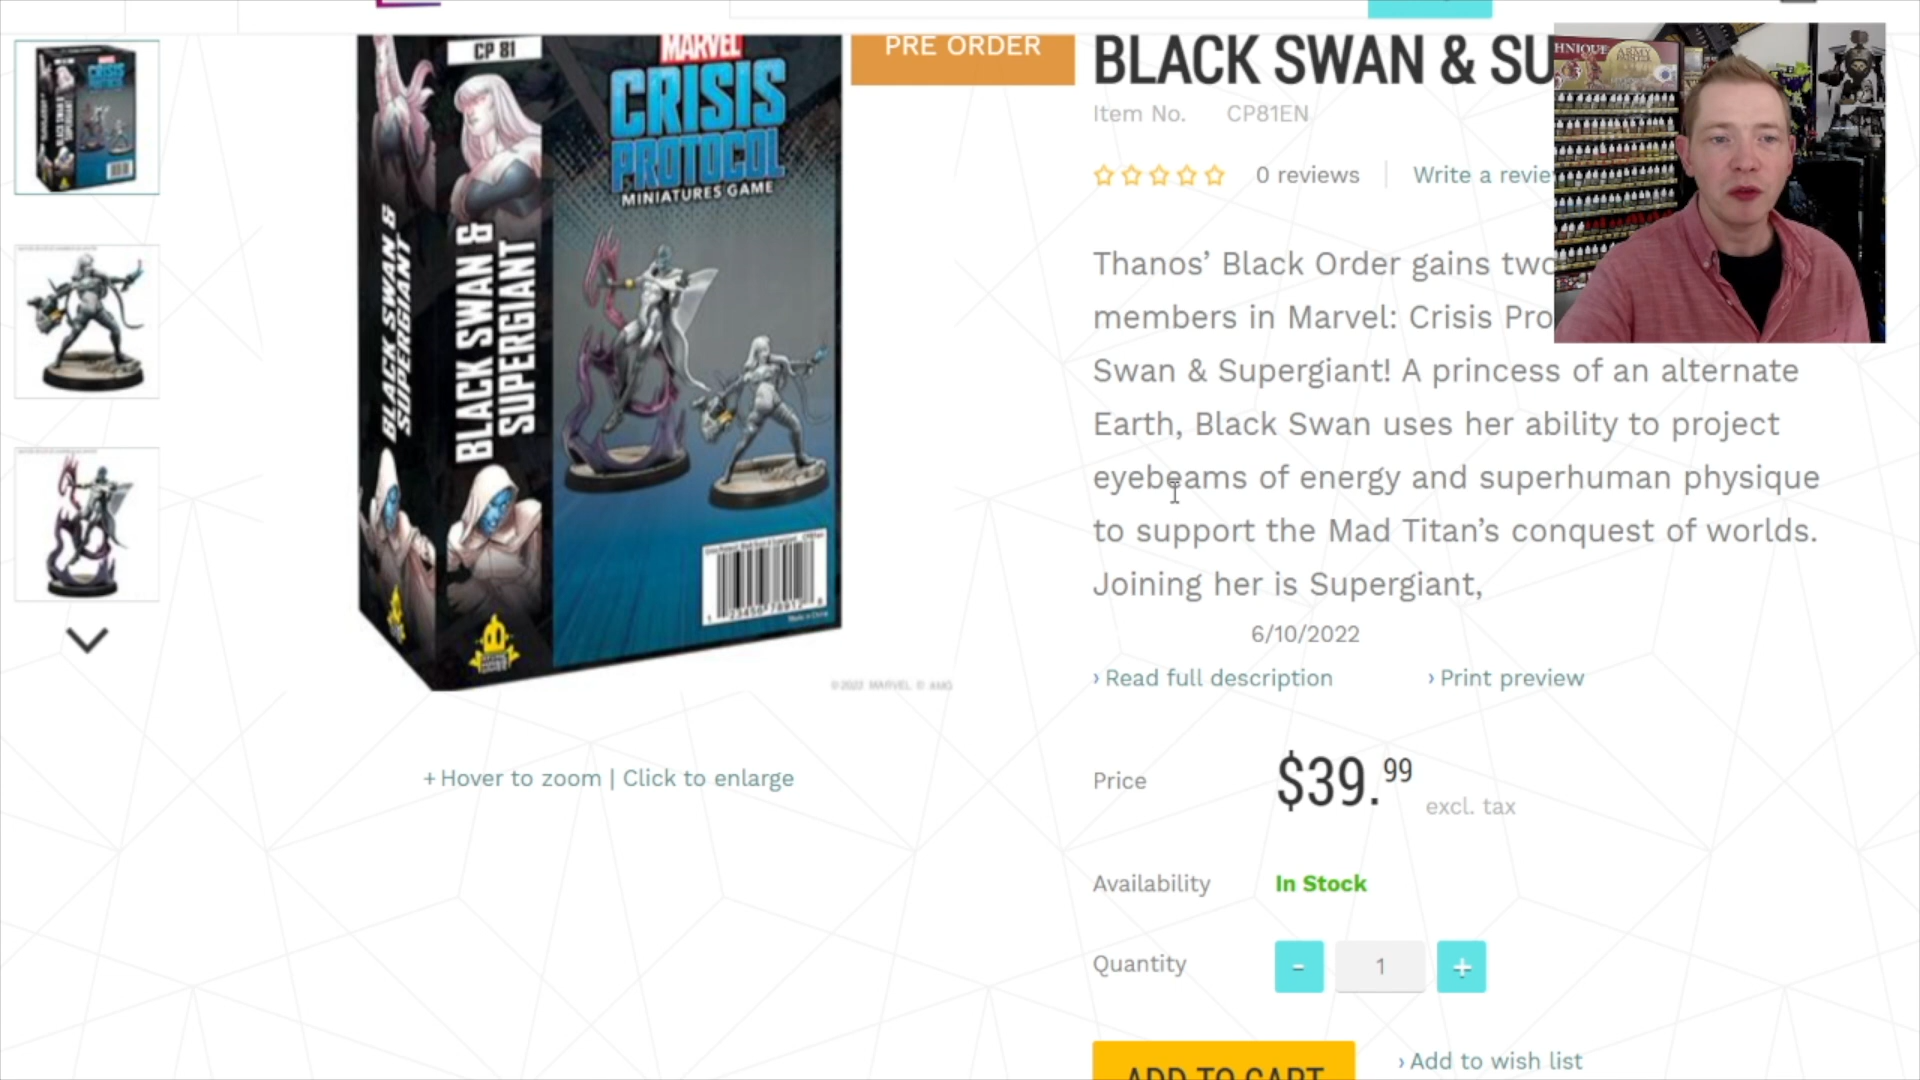 CP 81
MARVEL
CRISIS
PROTOCOL
MINIATURES GAME
BLACK SWAN &
SUPERGIANT
BLACK SWAN &
SUPERGIANT
PRE ORDER
BLACK SWAN & SU
Item No. CP81EN
0 reviews
Write a revie
Thanos’ Black Order gains two
members in Marvel: Crisis Pro
Swan & Supergiant! A princess of an alternate
Earth, Black Swan uses her ability to project
eyebeams of energy and superhuman physique
to support the Mad Titan’s conquest of worlds.
Joining her is Supergiant,
6/10/2022
› Read full description
› Print preview
+ Hover to zoom | Click to enlarge
Price $39.99 excl. tax
Availability In Stock
Quantity - 1 +
ADD TO CART
› Add to wish list
ARMY